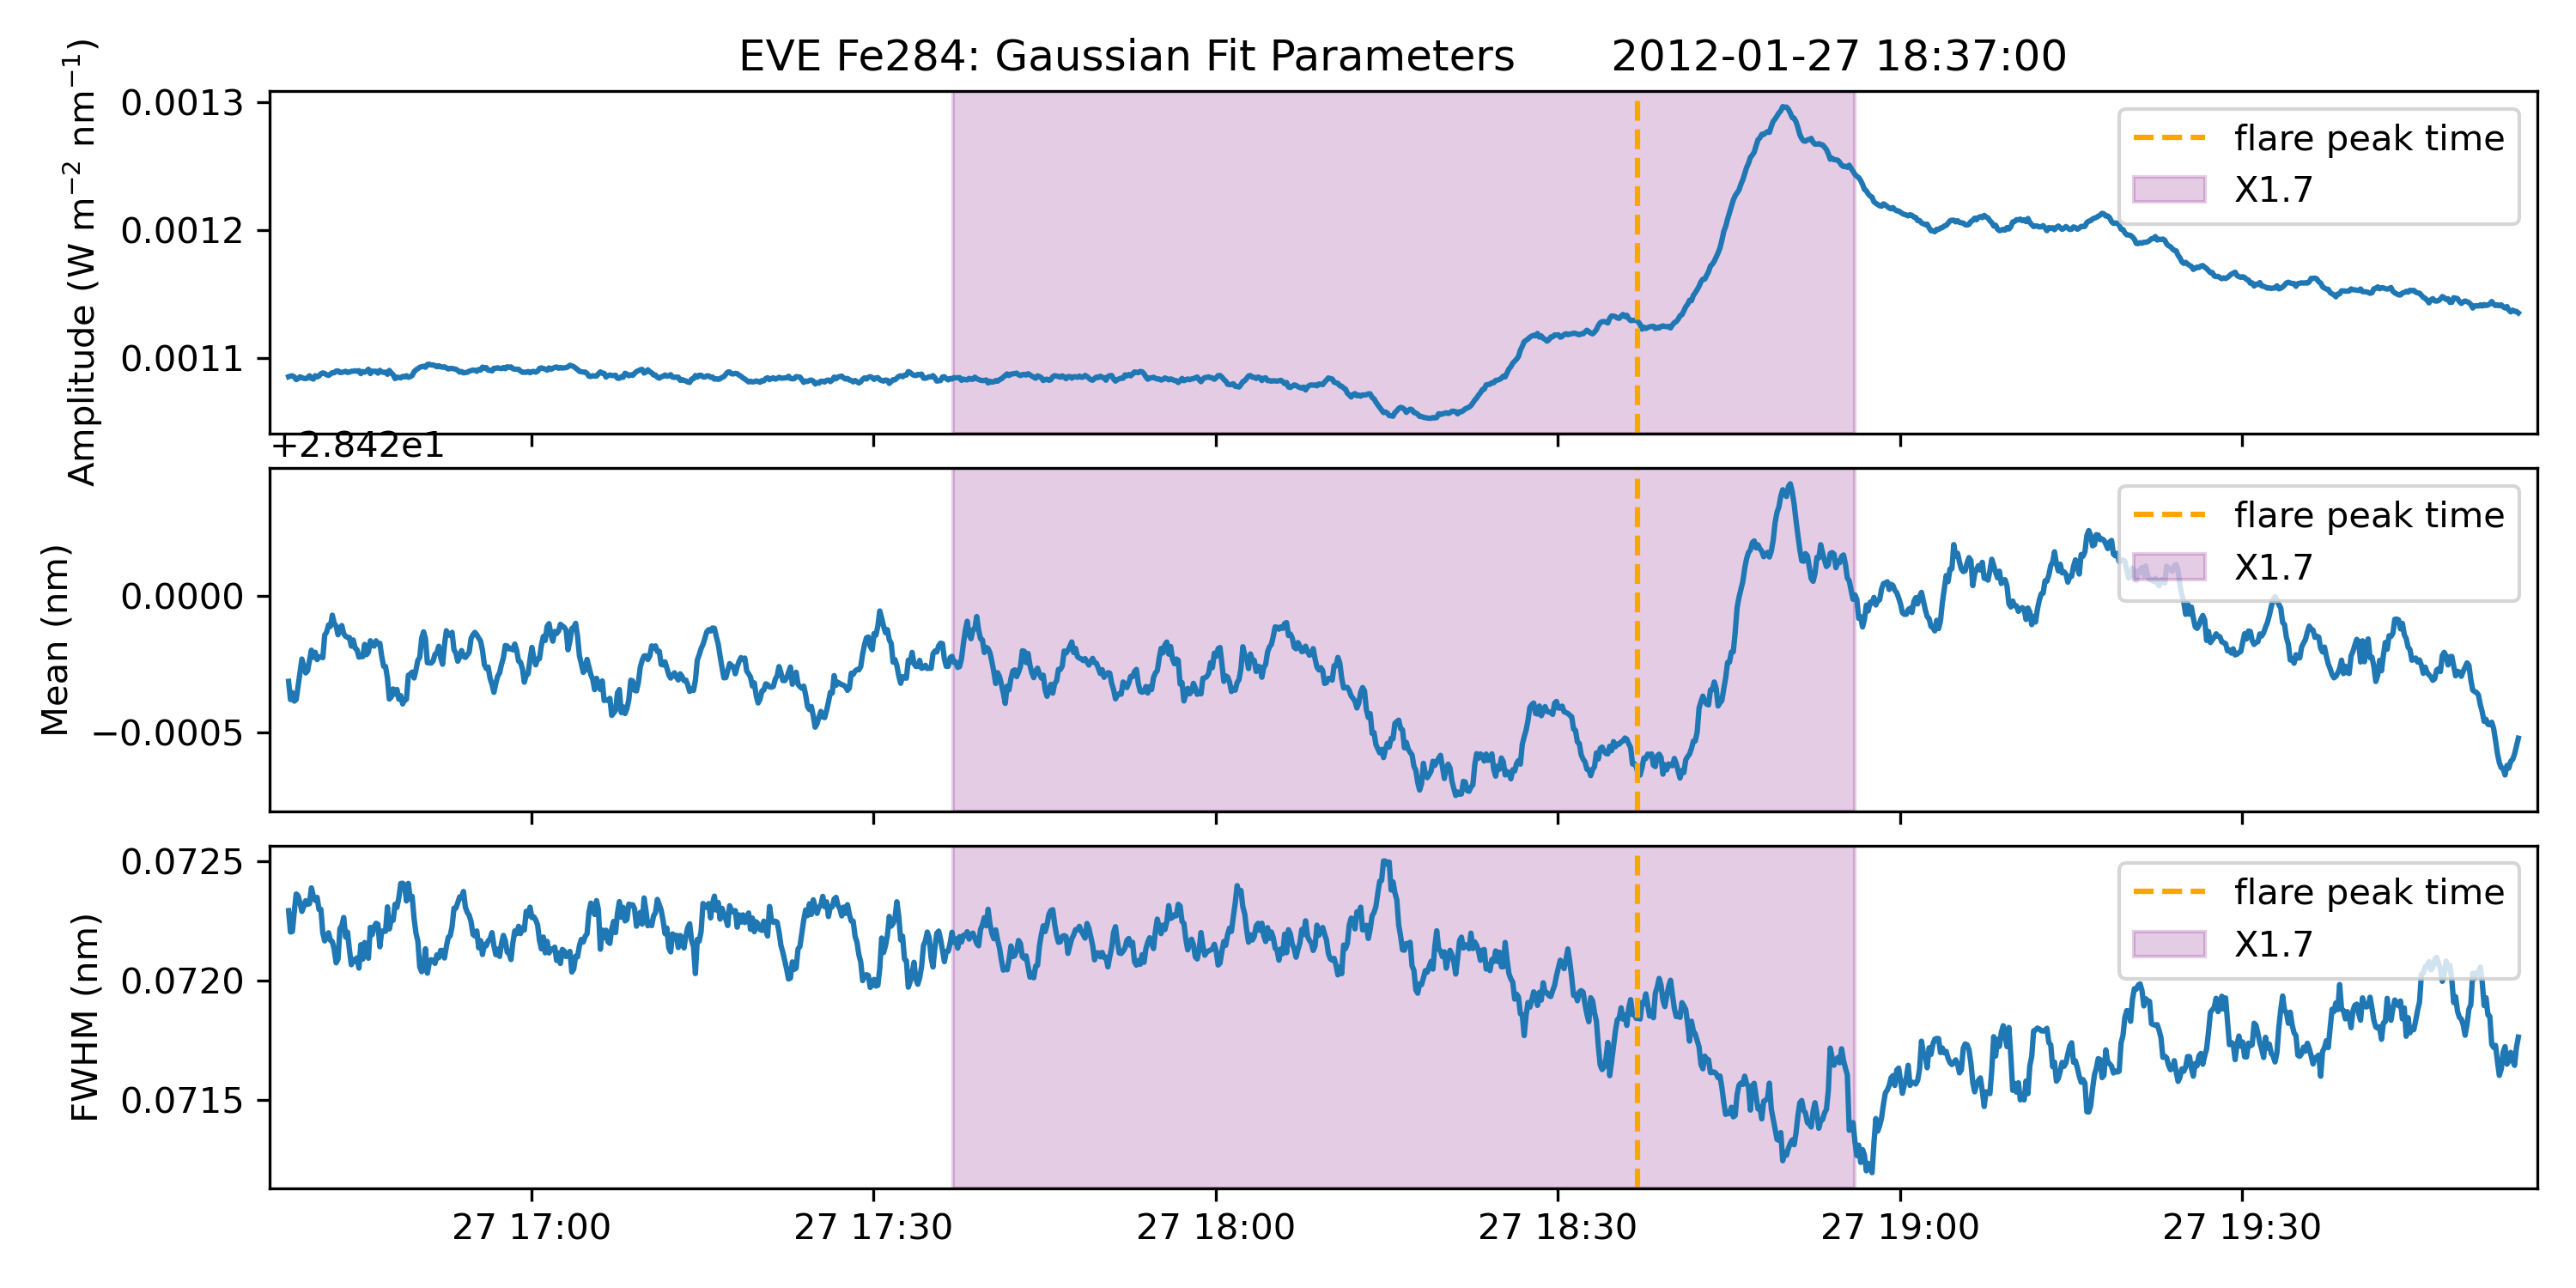 EVE Fe284: Gaussian Fit Parameters 2012-01-27 18:37:00
Amplitude (W m⁻² nm⁻¹)
0.0013
0.0012
0.0011
flare peak time
X1.7
+2.842e1
Mean (nm)
0.0000
−0.0005
flare peak time
X1.7
FWHM (nm)
0.0725
0.0720
0.0715
flare peak time
X1.7
27 17:00 27 17:30 27 18:00 27 18:30 27 19:00 27 19:30